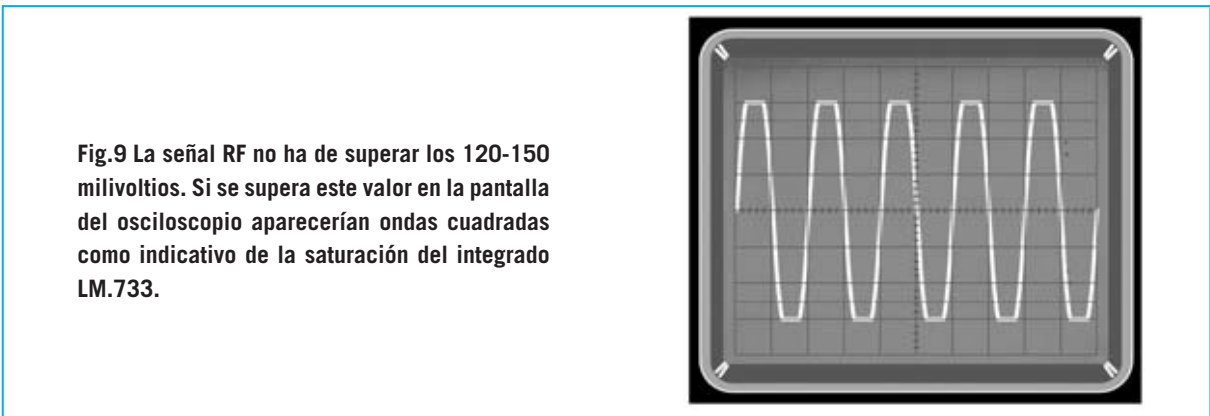 Fig.9 La señal RF no ha de superar los 120-150
milivoltios. Si se supera este valor en la pantalla
del osciloscopio aparecerían ondas cuadradas
como indicativo de la saturación del integrado
LM.733.